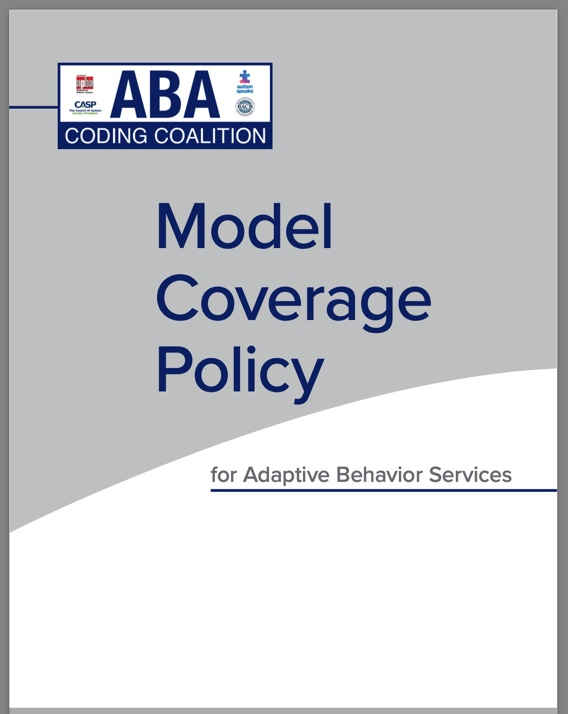 ABA
CASP
autism
speaks
CODING COALITION
Model
Coverage
Policy
for Adaptive Behavior Services